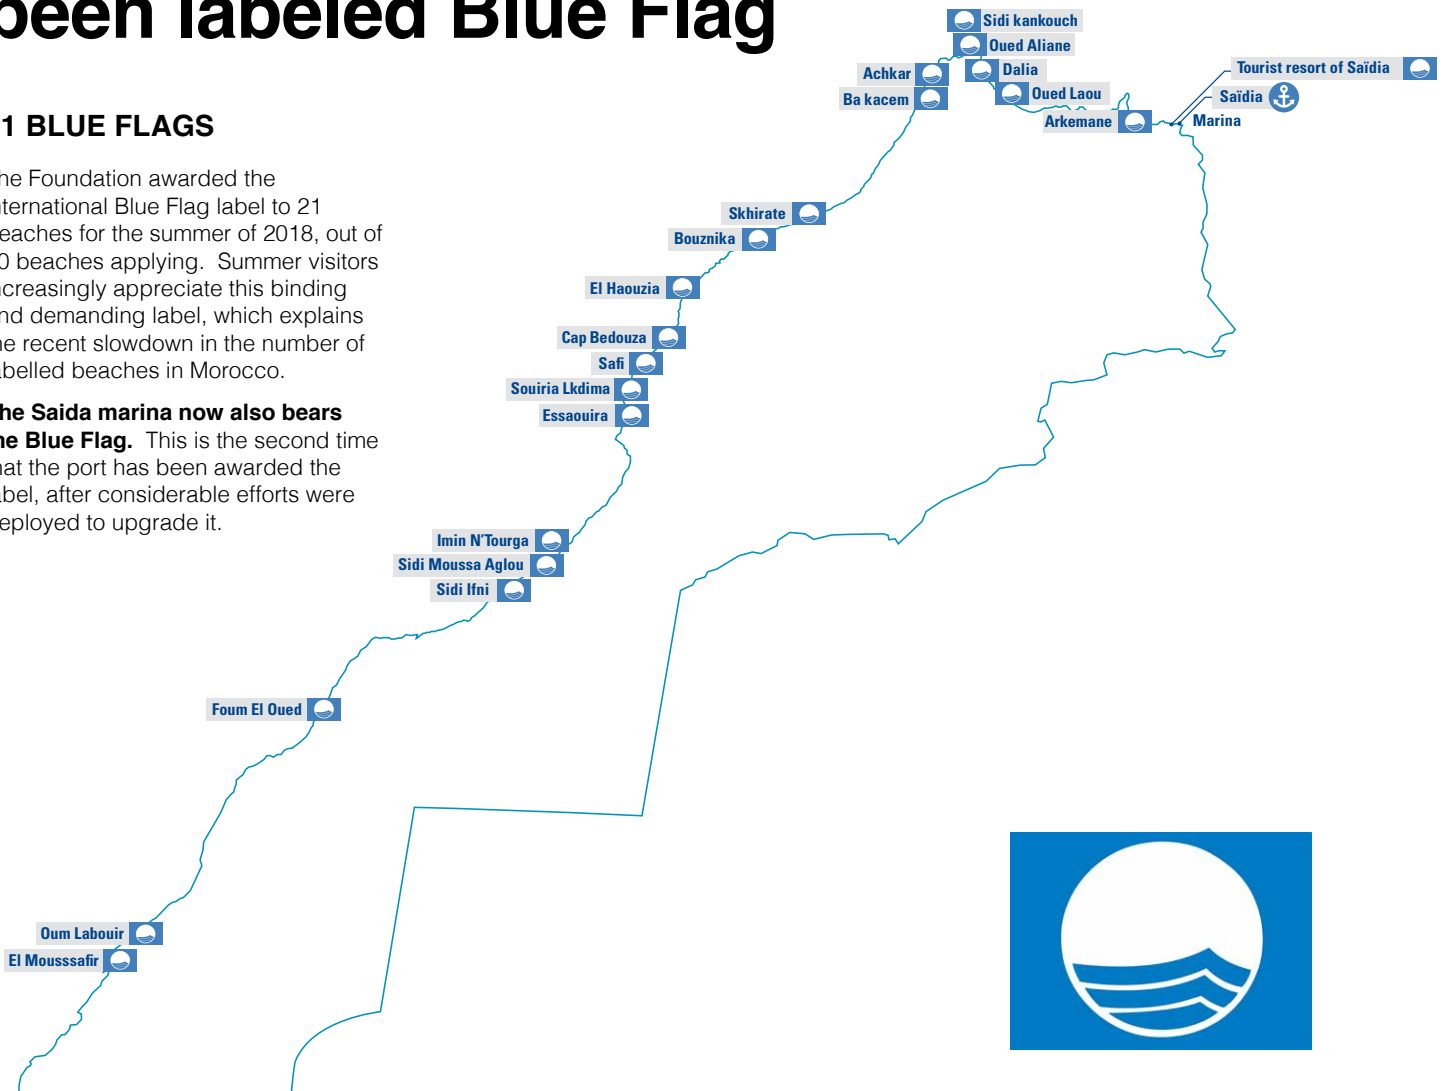 been labeled Blue Flag
1 BLUE FLAGS
he Foundation awarded the
nternational Blue Flag label to 21
eaches for the summer of 2018, out of
0 beaches applying. Summer visitors
ncreasingly appreciate this binding
nd demanding label, which explains
he recent slowdown in the number of
abelled beaches in Morocco.
he Saida marina now also bears
he Blue Flag. This is the second time
hat the port has been awarded the
abel, after considerable efforts were
eployed to upgrade it.
Sidi kankouch
Oued Aliane
Achkar
Dalia
Tourist resort of Saïdia
Ba kacem
Oued Laou
Saïdia
Arkemane
Marina
Skhirate
Bouznika
El Haouzia
Cap Bedouza
Safi
Souiria Lkdima
Essaouira
Imin N'Tourga
Sidi Moussa Aglou
Sidi Ifni
Foum El Oued
Oum Labouir
El Mousssafir